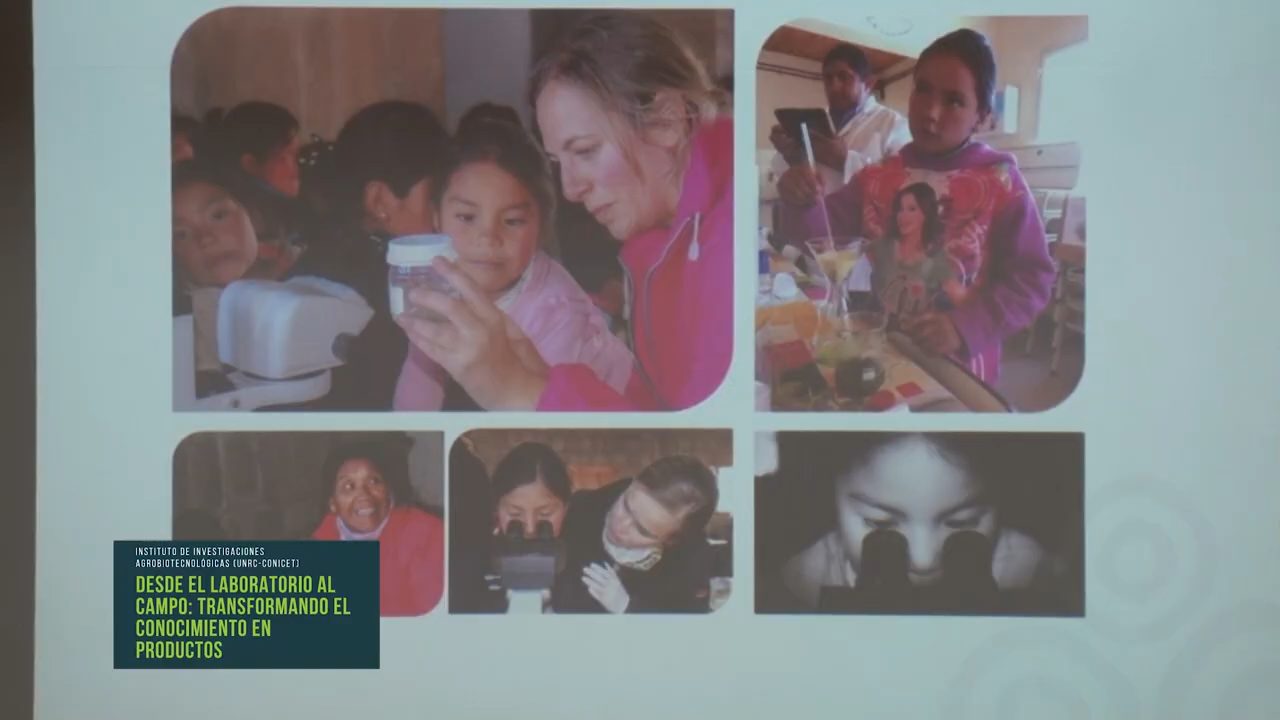 INSTITUTO DE INVESTIGACIONES
AGROBIOTECNOLÓGICAS (UNRC-CONICET)
DESDE EL LABORATORIO AL
CAMPO: TRANSFORMANDO EL
CONOCIMIENTO EN
PRODUCTOS